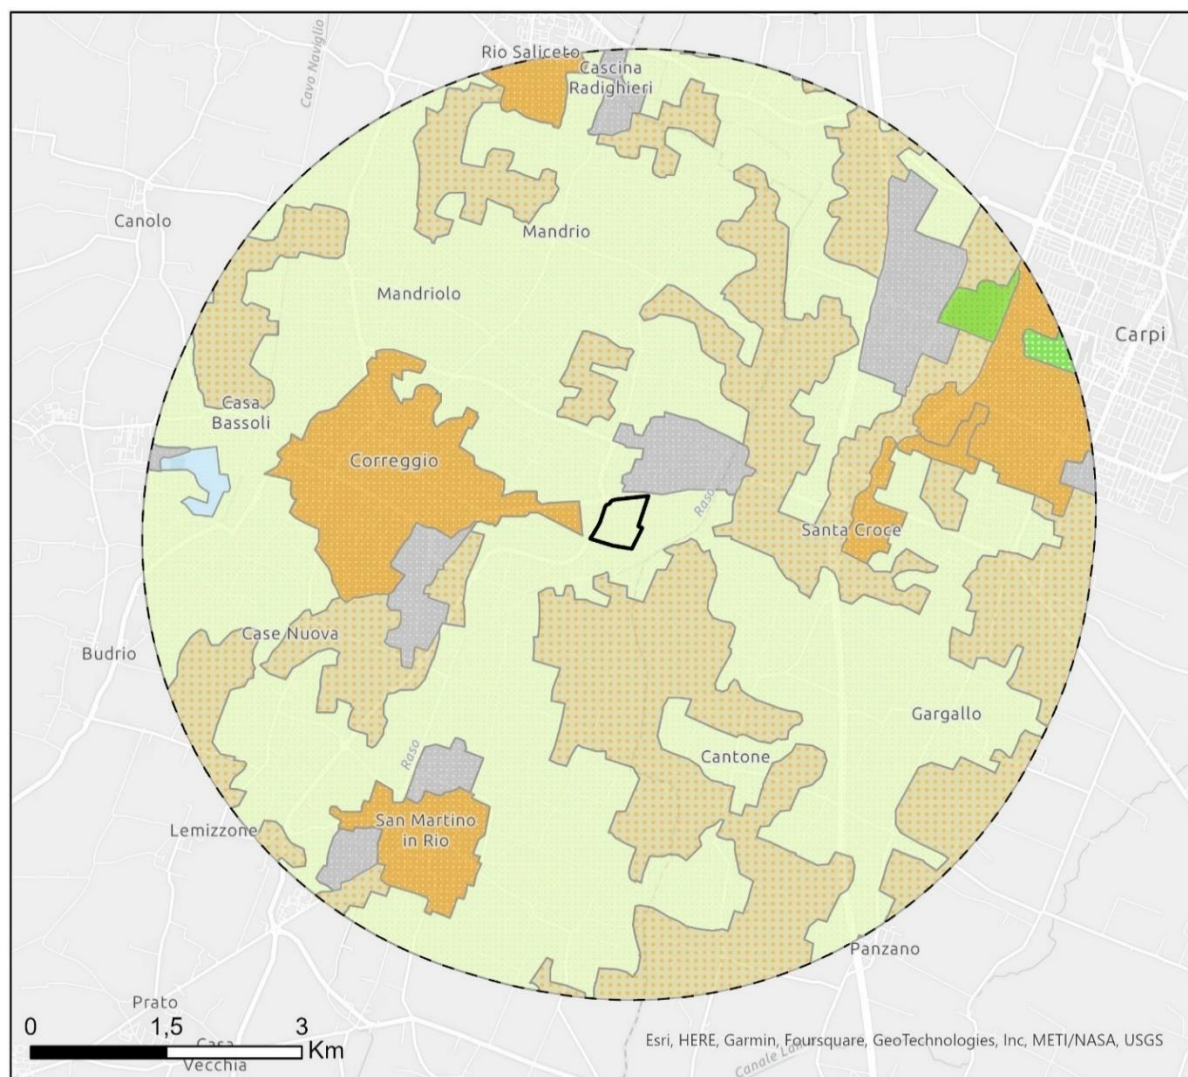 Rio Saliceto
Cascina
Radighieri
Cavo Naviglio
Canolo
Mandrio
Mandriolo
Carpi
Casa
Bassoli
Correggio
Raso
Santa Croce
Case Nuova
Budrio
Gargallo
Raso
Cantone
San Martino
in Rio
Lemizzone
Panzano
Prato
0 1,5 3
Km
Casa
Vecchia
Esri, HERE, Garmin, Foursquare, GeoTechnologies, Inc, METI/NASA, USGS
Canale